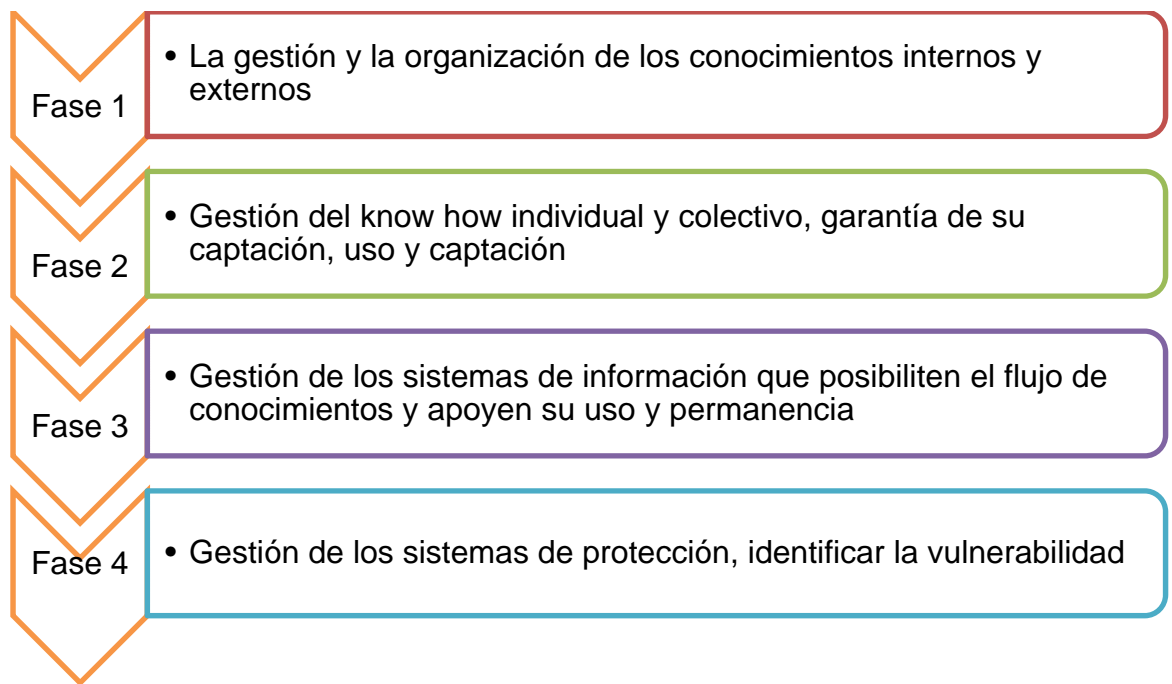 Fase 1
• La gestión y la organización de los conocimientos internos y
externos
Fase 2
• Gestión del know how individual y colectivo, garantía de su
captación, uso y captación
Fase 3
• Gestión de los sistemas de información que posibiliten el flujo de
conocimientos y apoyen su uso y permanencia
Fase 4
• Gestión de los sistemas de protección, identificar la vulnerabilidad